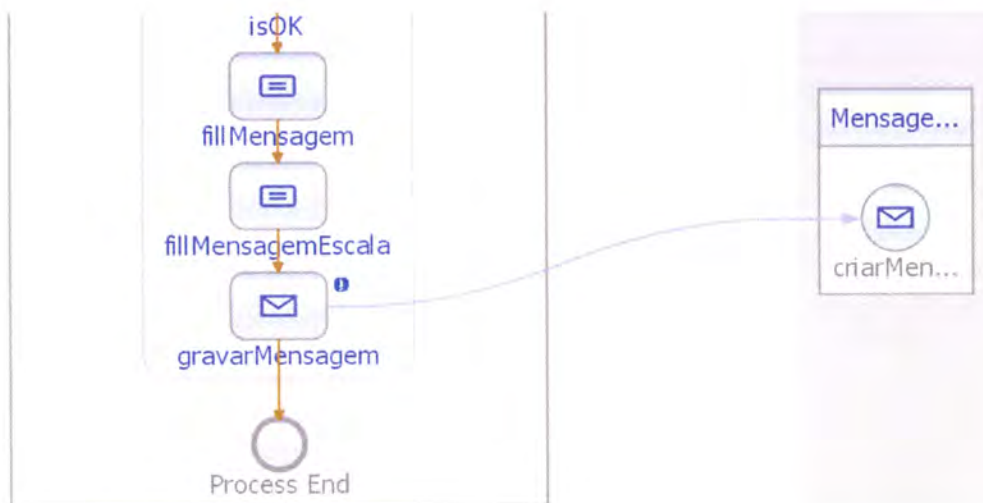 isOK
fillMensagem
fillMensagemEscala
gravarMensagem
Process End
Mensage...
criarMen...